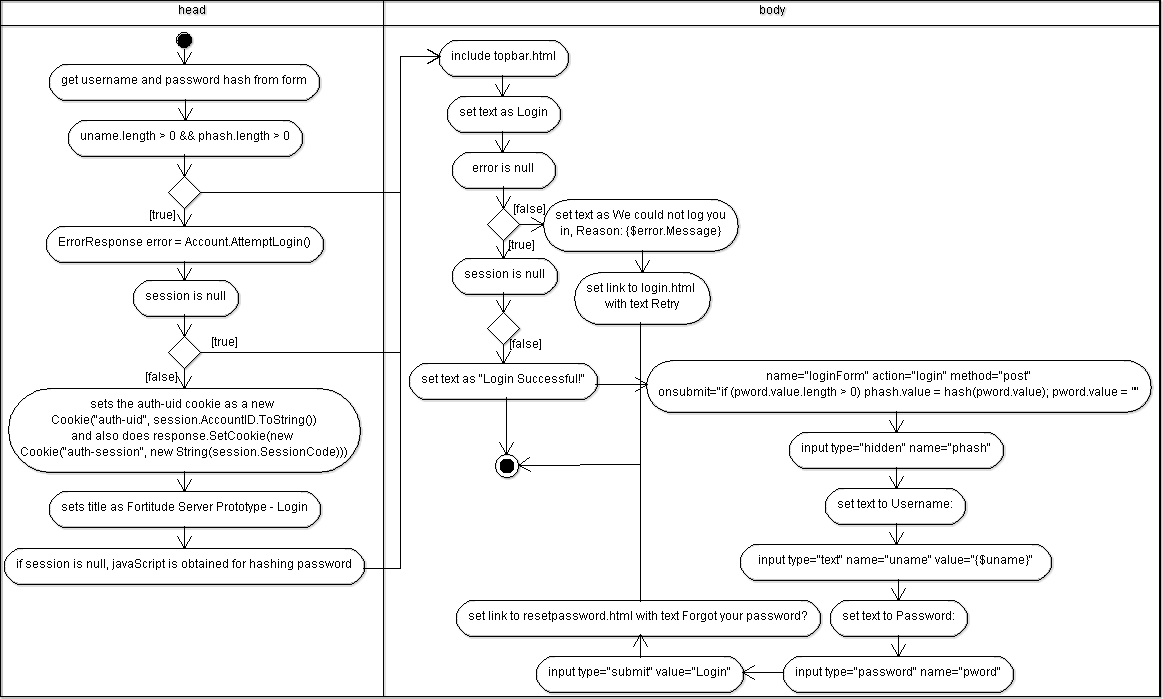 head
body
get username and password hash from form
uname.length > 0 && phash.length > 0
[true]
ErrorResponse error = Account.AttemptLogin()
session is null
[true]
[false]
sets the auth-uid cookie as a new
Cookie("auth-uid", session.AccountID.ToString())
and also does response.SetCookie(new
Cookie("auth-session", new String(session.SessionCode)))
sets title as Fortitude Server Prototype - Login
if session is null, javaScript is obtained for hashing password
include topbar.html
set text as Login
error is null
[false]
set text as We could not log you
in, Reason: {$error.Message}
[true]
session is null
set link to login.html
with text Retry
[false]
set text as "Login Successful!"
name="loginForm" action="login" method="post"
onsubmit="if (pword.value.length > 0) phash.value = hash(pword.value); pword.value = ""
input type="hidden" name="phash"
set text to Username:
input type="text" name="uname" value="{$uname}"
set text to Password:
input type="password" name="pword"
input type="submit" value="Login"
set link to resetpassword.html with text Forgot your password?